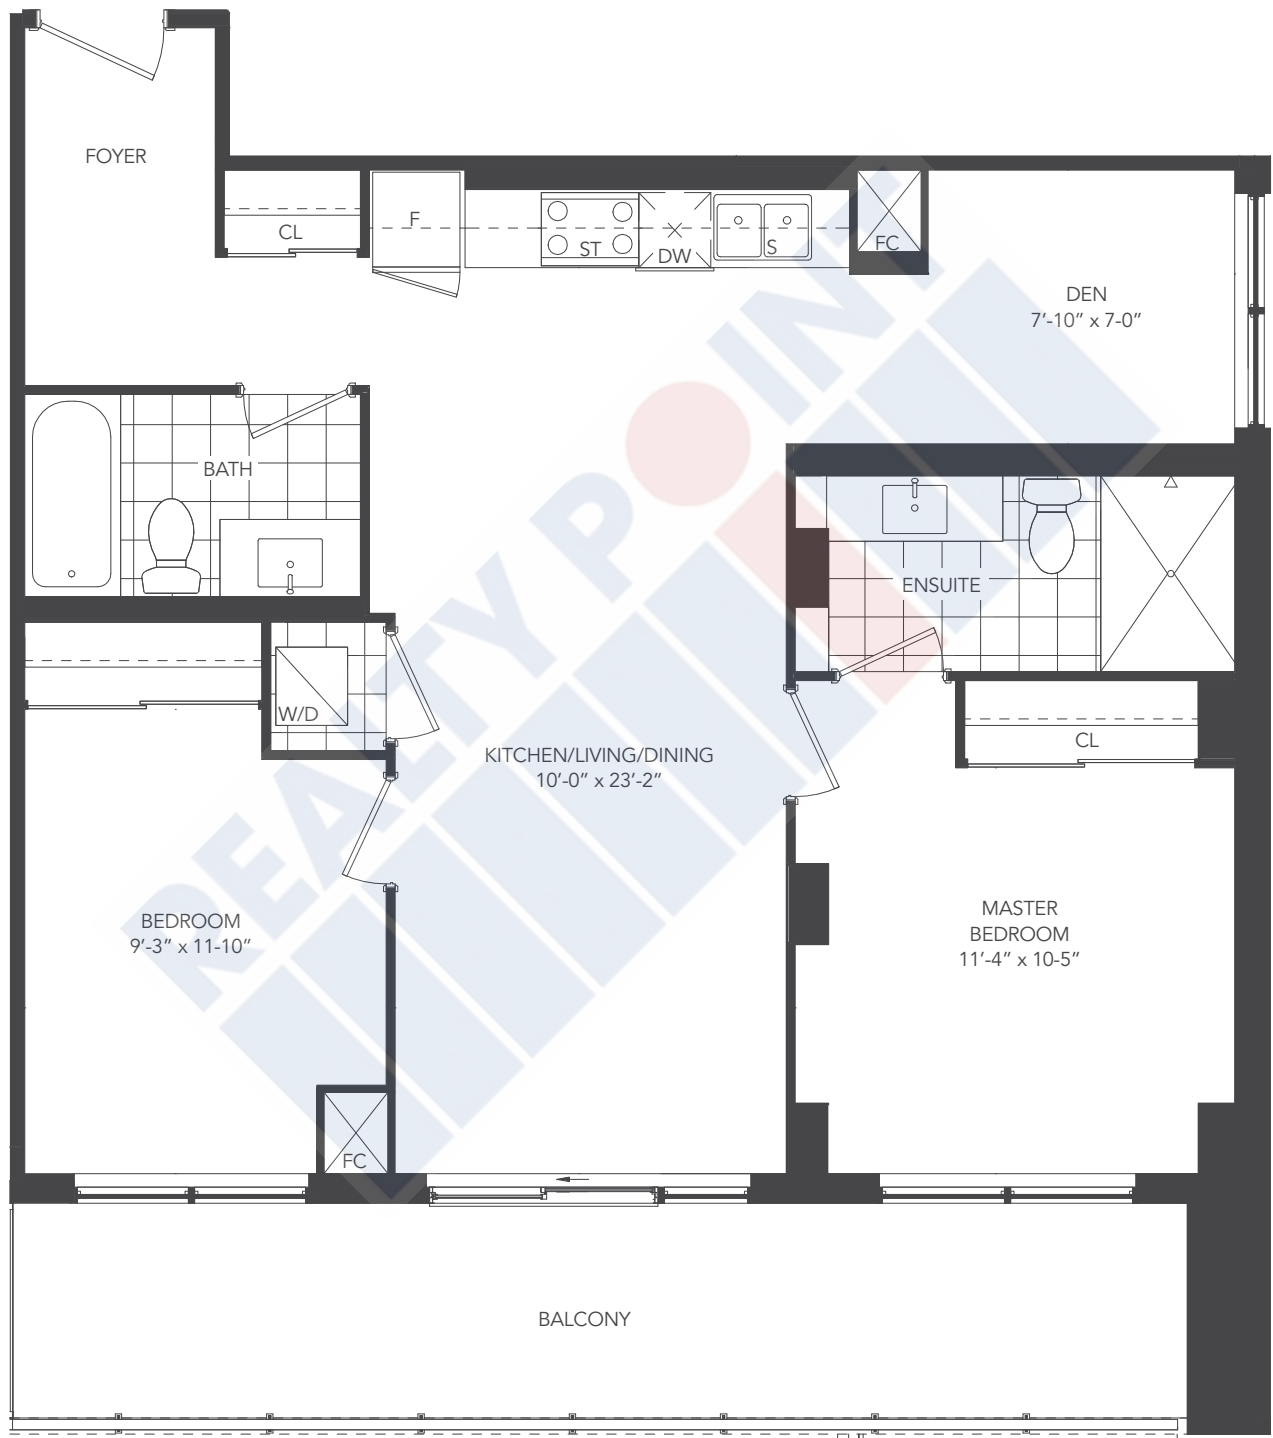 FOYER
CL
F
ST
DW
S
FC
DEN
7'-10" x 7-0"
BATH
ENSUITE
W/D
KITCHEN/LIVING/DINING
10'-0" x 23'-2"
CL
BEDROOM
9'-3" x 11-10"
MASTER
BEDROOM
11'-4" x 10-5"
FC
BALCONY
REALTY POINT